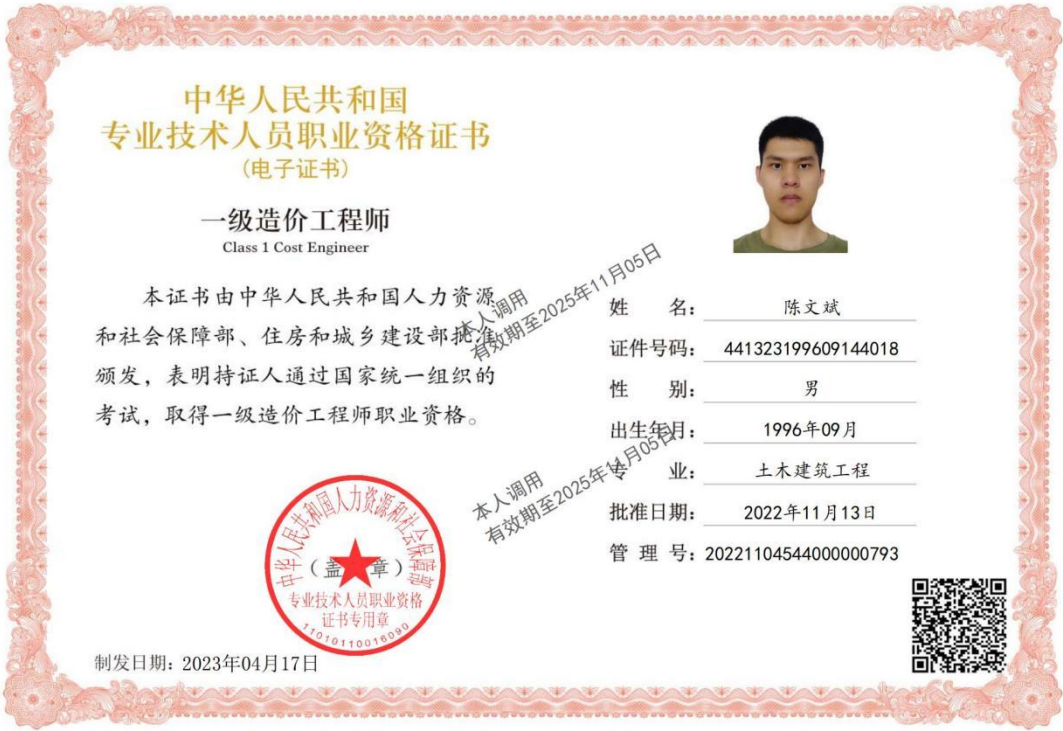 中华人民共和国
专业技术人员职业资格证书
(电子证书)
一级造价工程师
Class 1 Cost Engineer
本证书由中华人民共和国人力资源
和社会保障部、住房和城乡建设部批准
颁发，表明持证人通过国家统一组织的
考试，取得一级造价工程师职业资格。
本人调用
有效期至2025年11月05日
姓 名： 陈文斌
证件号码： 441323199609144018
性 别： 男
出生年月： 1996年09月
专 业： 土木建筑工程
批准日期： 2022年11月13日
管 理 号： 20221104544000000793
本人调用
有效期至2025年11月05日
中华人民共和国人力资源和社会保障部
(盖 章)
专业技术人员职业资格
证书专用章
11010110016090
制发日期：2023年04月17日